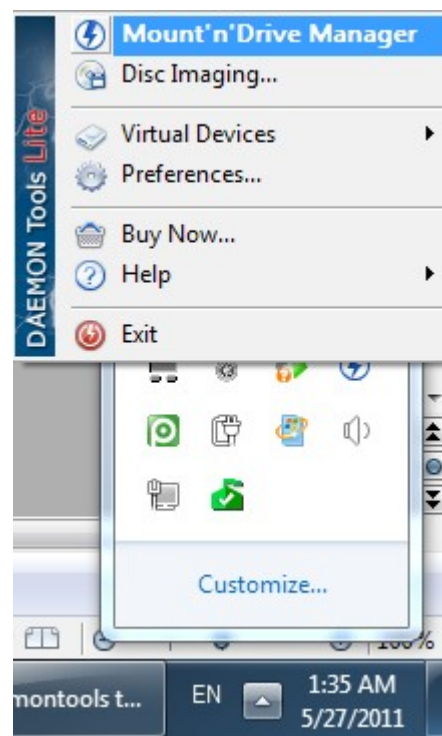 DAEMON Tools Lite
Mount'n'Drive Manager
Disc Imaging...
Virtual Devices
Preferences...
Buy Now...
Help
Exit
Customize...
100%
montools t...
EN
1:35 AM
5/27/2011